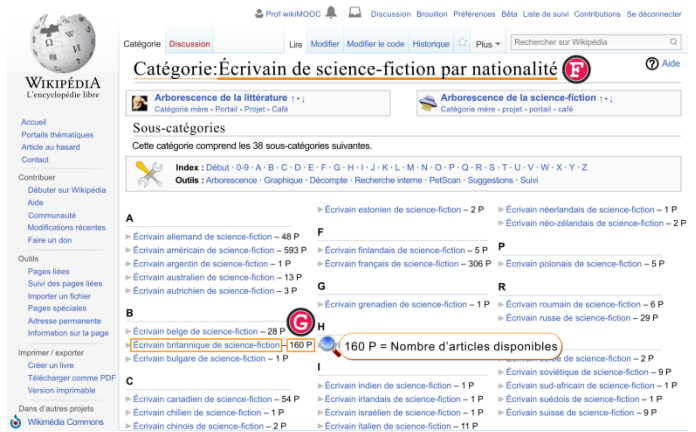 Prof wikiMOOC Discussion Brouillon Préférences Bêta Liste de suivi Contributions Se déconnecter
Catégorie Discussion Lire Modifier Modifier le code Historique Plus Rechercher sur Wikipédia
WIKIPÉDIA
L'encyclopédie libre
Accueil
Portails thématiques
Article au hasard
Contact
Contribuer
Débuter sur Wikipédia
Aide
Communauté
Modifications récentes
Faire un don
Outils
Pages liées
Suivi des pages liées
Importer un fichier
Pages spéciales
Adresse permanente
Information sur la page
Imprimer / exporter
Créer un livre
Télécharger comme PDF
Version imprimable
Dans d'autres projets
Wikimédia Commons
Catégorie:Écrivain de science-fiction par nationalité F Aide
Arborescence de la littérature ↑ · ↓
Catégorie mère - Portail - Projet - Café
Arborescence de la science-fiction ↑ · ↓
Catégorie mère - projet - portail - café
Sous-catégories
Cette catégorie comprend les 38 sous-catégories suivantes.
Index : Début · 0-9 · A · B · C · D · E · F · G · H · I · J · K · L · M · N · O · P · Q · R · S · T · U · V · W · X · Y · Z
Outils : Arborescence · Graphique · Décompte · Recherche interne · PetScan · Suggestions · Suivi
A
Écrivain allemand de science-fiction – 48 P
Écrivain américain de science-fiction – 593 P
Écrivain argentin de science-fiction – 1 P
Écrivain australien de science-fiction – 13 P
Écrivain autrichien de science-fiction – 3 P
B
Écrivain belge de science-fiction – 28 P
G
Écrivain britannique de science-fiction – 160 P
160 P = Nombre d'articles disponibles
Écrivain bulgare de science-fiction – 1 P
C
Écrivain canadien de science-fiction – 54 P
Écrivain chilien de science-fiction – 1 P
Écrivain chinois de science-fiction – 2 P
Écrivain estonien de science-fiction – 2 P
F
Écrivain finlandais de science-fiction – 5 P
Écrivain français de science-fiction – 306 P
G
Écrivain grenadien de science-fiction – 1 P
H
I
Écrivain indien de science-fiction – 1 P
Écrivain irlandais de science-fiction – 1 P
Écrivain israélien de science-fiction – 1 P
Écrivain italien de science-fiction – 11 P
Écrivain néerlandais de science-fiction – 1 P
Écrivain néo-zélandais de science-fiction – 2 P
P
Écrivain polonais de science-fiction – 5 P
R
Écrivain roumain de science-fiction – 6 P
Écrivain russe de science-fiction – 29 P
de science-fiction – 2 P
Écrivain soviétique de science-fiction – 9 P
Écrivain sud-africain de science-fiction – 1 P
Écrivain suédois de science-fiction – 1 P
Écrivain suisse de science-fiction – 9 P